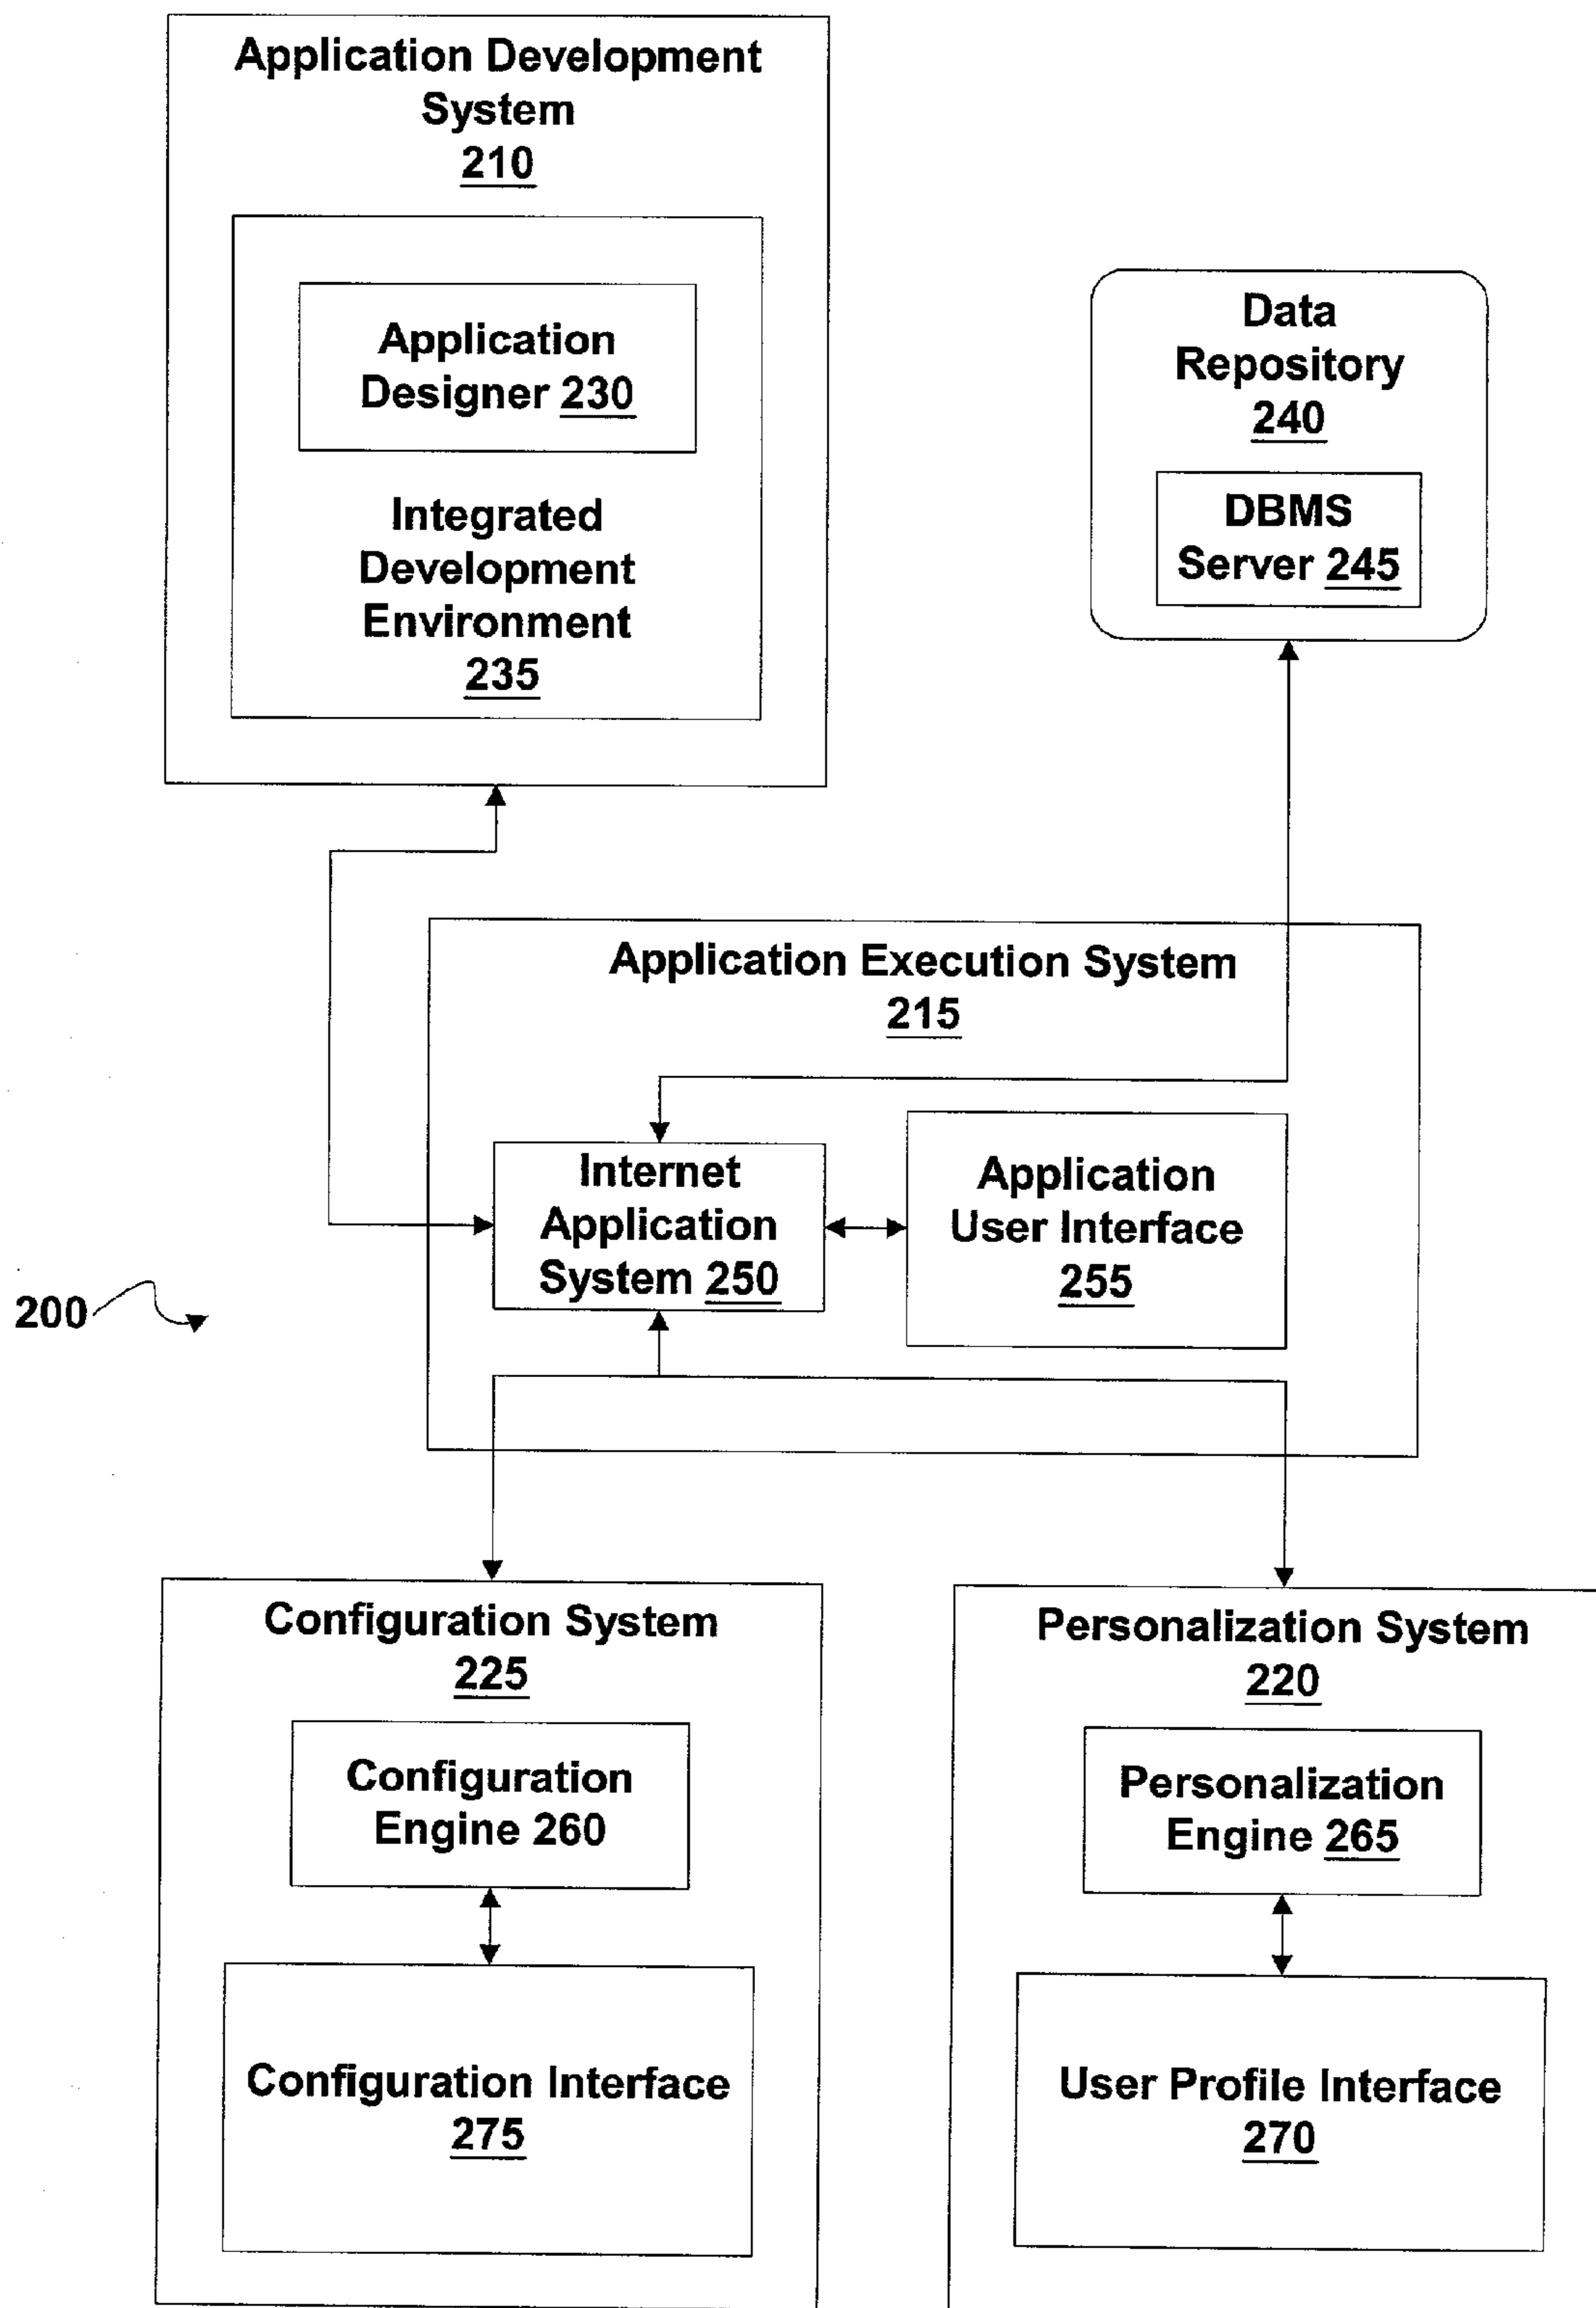 Application Development
System
210
Application
Designer 230
Integrated
Development
Environment
235
Data
Repository
240
DBMS
Server 245
Application Execution System
215
Internet
Application
System 250
Application
User Interface
255
200
Configuration System
225
Configuration
Engine 260
Configuration Interface
275
Personalization System
220
Personalization
Engine 265
User Profile Interface
270